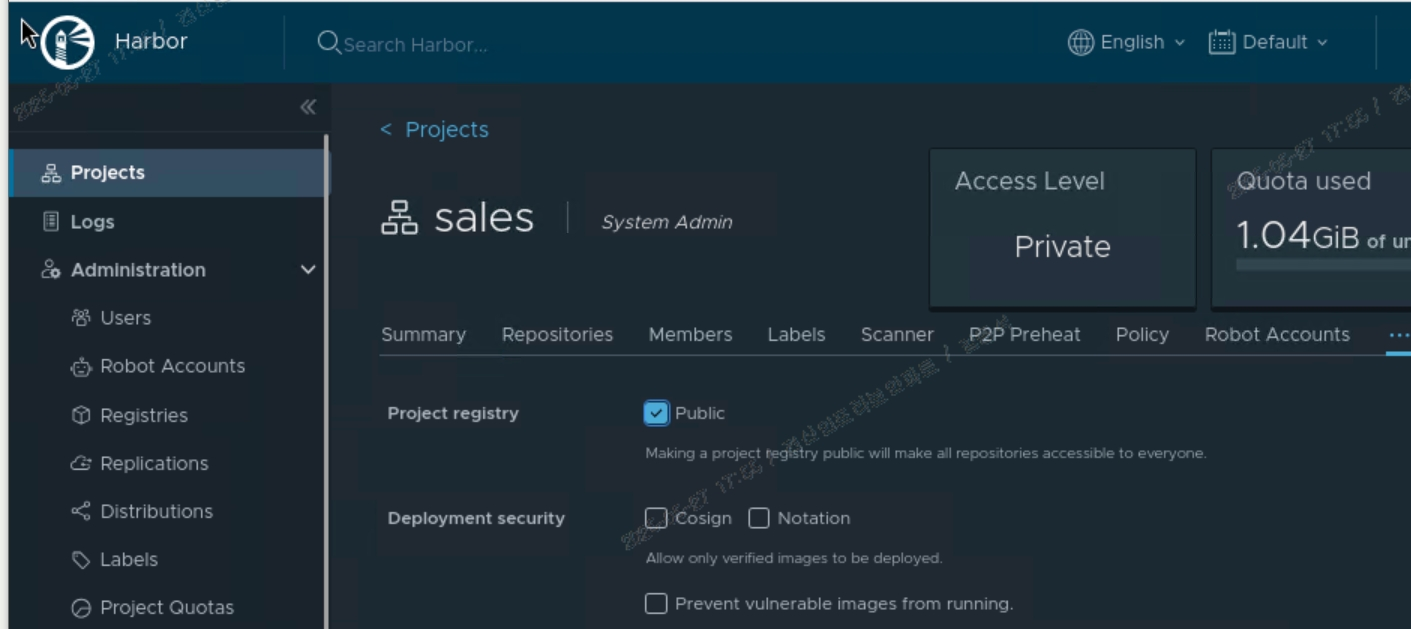 Harbor
Search Harbor...
English
Default
< Projects
Projects
Logs
Administration
Users
Robot Accounts
Registries
Replications
Distributions
Labels
Project Quotas
sales
System Admin
Access Level
Private
Quota used
1.04GiB of
Summary Repositories Members Labels Scanner P2P Preheat Policy Robot Accounts ...
Project registry
Public
Making a project registry public will make all repositories accessible to everyone.
Deployment security
Cosign Notation
Allow only verified images to be deployed.
Prevent vulnerable images from running.